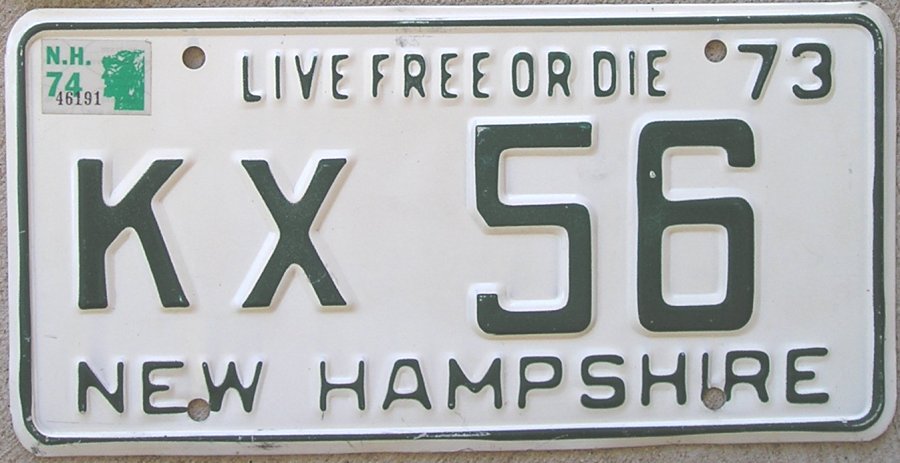 N.H.
74
46191
LIVE FREE OR DIE 73
KX 56
NEW HAMPSHIRE